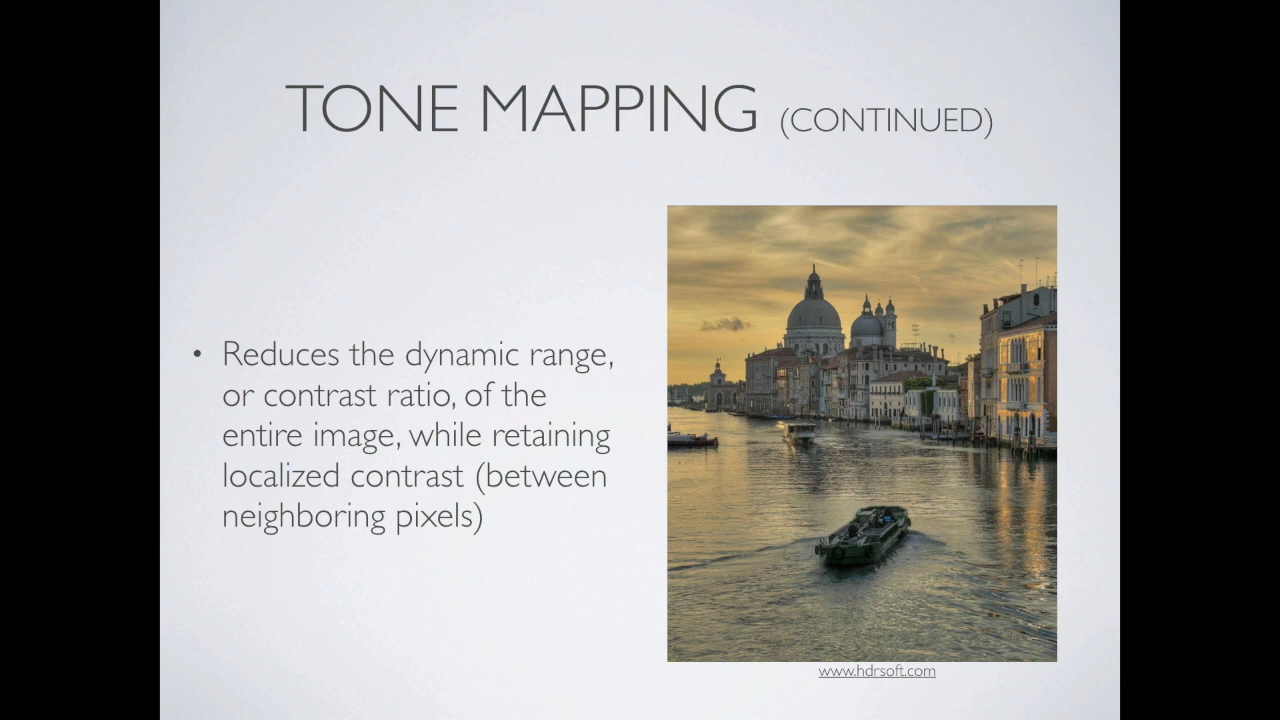 TONE MAPPING (CONTINUED)
• Reduces the dynamic range,
or contrast ratio, of the
entire image, while retaining
localized contrast (between
neighboring pixels)
www.hdrsoft.com